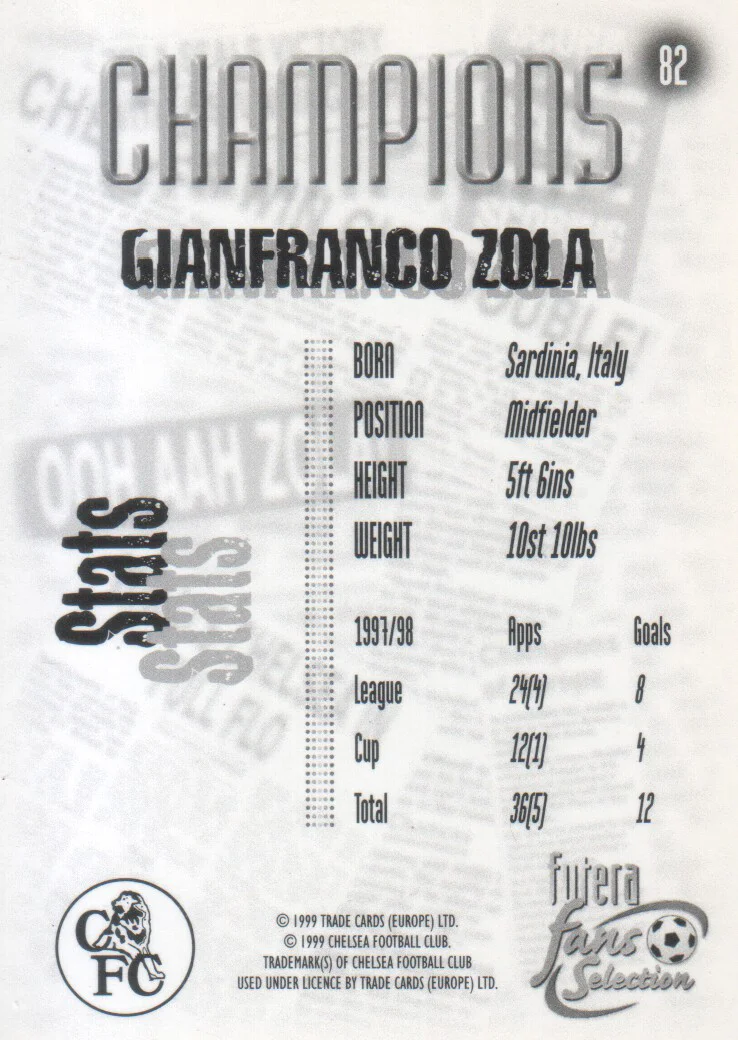 82
CHAMPIONS
GIANFRANCO ZOLA
BORN Sardinia, Italy
POSITION Midfielder
HEIGHT 5ft 6ins
WEIGHT 10st 10lbs
OOH AAH ZO
Stats
Stats
1997/98 Apps Goals
League 24(4) 8
Cup 12(1) 4
Total 36(5) 12
CFC
© 1999 TRADE CARDS (EUROPE) LTD.
© 1999 CHELSEA FOOTBALL CLUB.
TRADEMARK(S) OF CHELSEA FOOTBALL CLUB
USED UNDER LICENCE BY TRADE CARDS (EUROPE) LTD.
futera
fans
Selection